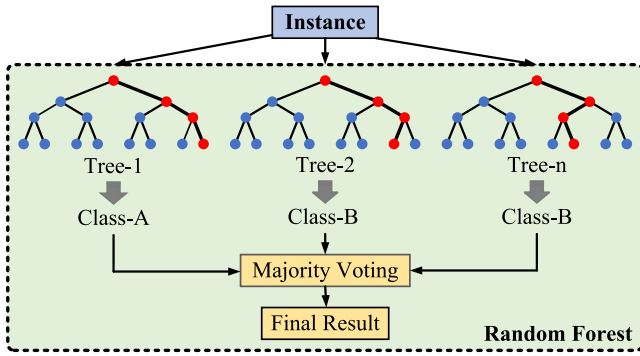 Instance
Tree-1
Tree-2
Tree-n
Class-A
Class-B
Class-B
Majority Voting
Final Result
Random Forest